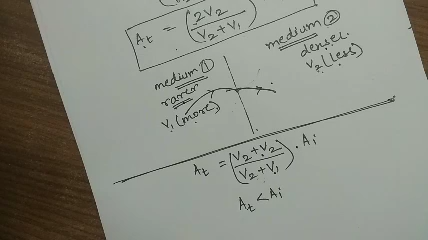 At = (2V2 / V2 + V1)
medium ②
denser
V2 (less)
medium ①
rarer
V1 (more)
At = (V2 + V2 / V2 + V1) . Ai
At < Ai